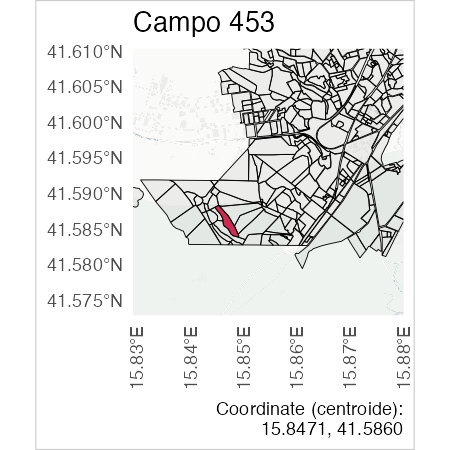 Campo 453
41.610°N
41.605°N
41.600°N
41.595°N
41.590°N
41.585°N
41.580°N
41.575°N
15.83°E
15.84°E
15.85°E
15.86°E
15.87°E
15.88°E
Coordinate (centroide):
15.8471, 41.5860